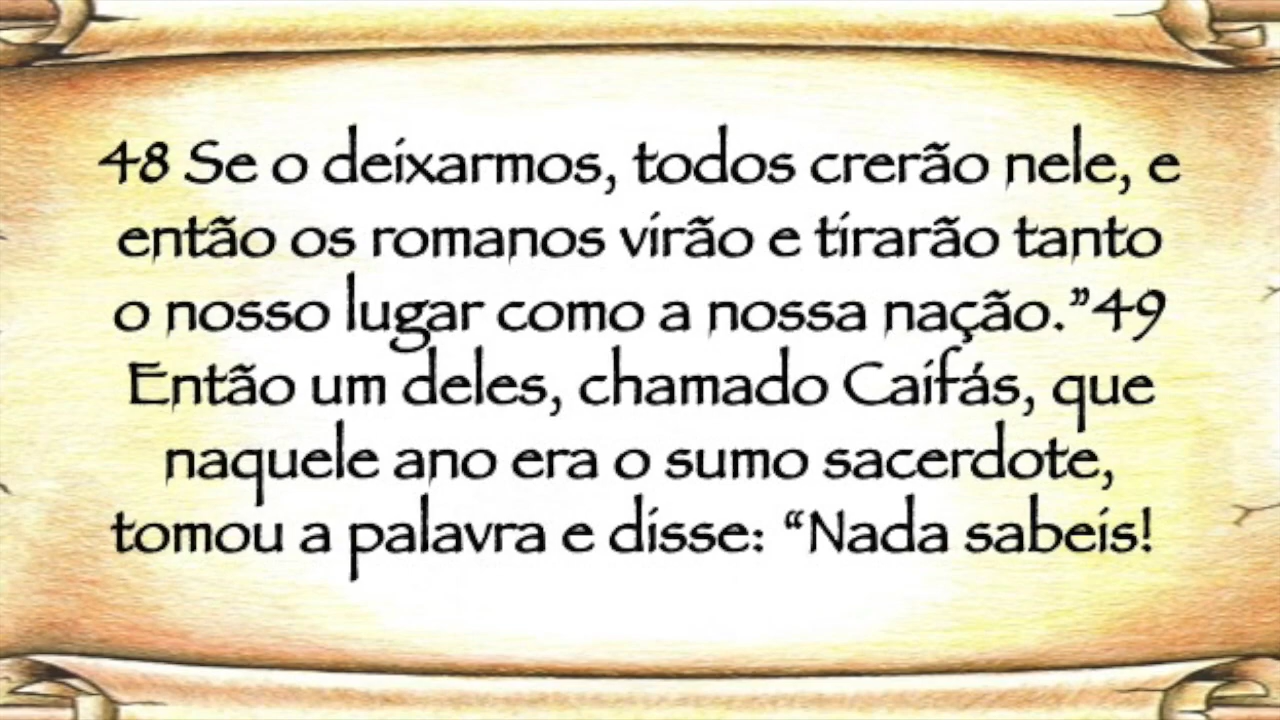 48 Se o deixarmos, todos crerão nele, e
então os romanos virão e tirarão tanto
o nosso lugar como a nossa nação.”49
Então um deles, chamado Caifás, que
naquele ano era o sumo sacerdote,
tomou a palavra e disse: “Nada sabeis!